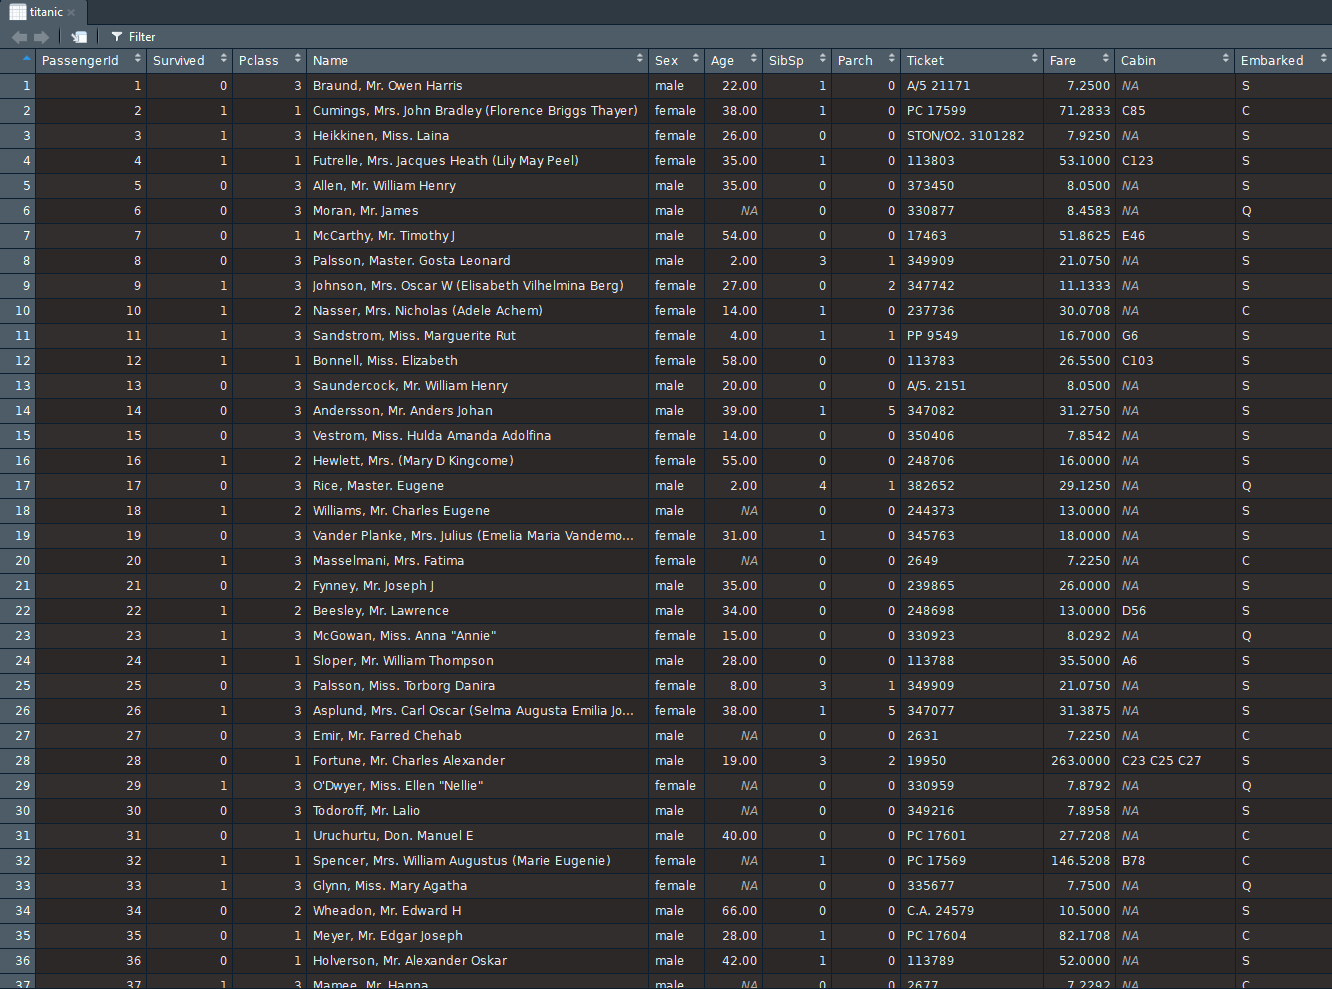 titanic
Filter
PassengerId Survived Pclass Name Sex Age SibSp Parch Ticket Fare Cabin Embarked
1 1 0 3 Braund, Mr. Owen Harris male 22.00 1 0 A/5 21171 7.2500 NA S
2 2 1 1 Cumings, Mrs. John Bradley (Florence Briggs Thayer) female 38.00 1 0 PC 17599 71.2833 C85 C
3 3 1 3 Heikkinen, Miss. Laina female 26.00 0 0 STON/O2. 3101282 7.9250 NA S
4 4 1 1 Futrelle, Mrs. Jacques Heath (Lily May Peel) female 35.00 1 0 113803 53.1000 C123 S
5 5 0 3 Allen, Mr. William Henry male 35.00 0 0 373450 8.0500 NA S
6 6 0 3 Moran, Mr. James male NA 0 0 330877 8.4583 NA Q
7 7 0 1 McCarthy, Mr. Timothy J male 54.00 0 0 17463 51.8625 E46 S
8 8 0 3 Palsson, Master. Gosta Leonard male 2.00 3 1 349909 21.0750 NA S
9 9 1 3 Johnson, Mrs. Oscar W (Elisabeth Vilhelmina Berg) female 27.00 0 2 347742 11.1333 NA S
10 10 1 2 Nasser, Mrs. Nicholas (Adele Achem) female 14.00 1 0 237736 30.0708 NA C
11 11 1 3 Sandstrom, Miss. Marguerite Rut female 4.00 1 1 PP 9549 16.7000 G6 S
12 12 1 1 Bonnell, Miss. Elizabeth female 58.00 0 0 113783 26.5500 C103 S
13 13 0 3 Saundercock, Mr. William Henry male 20.00 0 0 A/5. 2151 8.0500 NA S
14 14 0 3 Andersson, Mr. Anders Johan male 39.00 1 5 347082 31.2750 NA S
15 15 0 3 Vestrom, Miss. Hulda Amanda Adolfina female 14.00 0 0 350406 7.8542 NA S
16 16 1 2 Hewlett, Mrs. (Mary D Kingcome) female 55.00 0 0 248706 16.0000 NA S
17 17 0 3 Rice, Master. Eugene male 2.00 4 1 382652 29.1250 NA Q
18 18 1 2 Williams, Mr. Charles Eugene male NA 0 0 244373 13.0000 NA S
19 19 0 3 Vander Planke, Mrs. Julius (Emelia Maria Vandemo... female 31.00 1 0 345763 18.0000 NA S
20 20 1 3 Masselmani, Mrs. Fatima female NA 0 0 2649 7.2250 NA C
21 21 0 2 Fynney, Mr. Joseph J male 35.00 0 0 239865 26.0000 NA S
22 22 1 2 Beesley, Mr. Lawrence male 34.00 0 0 248698 13.0000 D56 S
23 23 1 3 McGowan, Miss. Anna "Annie" female 15.00 0 0 330923 8.0292 NA Q
24 24 1 1 Sloper, Mr. William Thompson male 28.00 0 0 113788 35.5000 A6 S
25 25 0 3 Palsson, Miss. Torborg Danira female 8.00 3 1 349909 21.0750 NA S
26 26 1 3 Asplund, Mrs. Carl Oscar (Selma Augusta Emilia Jo... female 38.00 1 5 347077 31.3875 NA S
27 27 0 3 Emir, Mr. Farred Chehab male NA 0 0 2631 7.2250 NA C
28 28 0 1 Fortune, Mr. Charles Alexander male 19.00 3 2 19950 263.0000 C23 C25 C27 S
29 29 1 3 O'Dwyer, Miss. Ellen "Nellie" female NA 0 0 330959 7.8792 NA Q
30 30 0 3 Todoroff, Mr. Lalio male NA 0 0 349216 7.8958 NA S
31 31 0 1 Uruchurtu, Don. Manuel E male 40.00 0 0 PC 17601 27.7208 NA C
32 32 1 1 Spencer, Mrs. William Augustus (Marie Eugenie) female NA 1 0 PC 17569 146.5208 B78 C
33 33 1 3 Glynn, Miss. Mary Agatha female NA 0 0 335677 7.7500 NA Q
34 34 0 2 Wheadon, Mr. Edward H male 66.00 0 0 C.A. 24579 10.5000 NA S
35 35 0 1 Meyer, Mr. Edgar Joseph male 28.00 1 0 PC 17604 82.1708 NA C
36 36 0 1 Holverson, Mr. Alexander Oskar male 42.00 1 0 113789 52.0000 NA S
37 37 1 3 Mamee, Mr. Hanna male NA 0 0 2677 7.2292 NA C